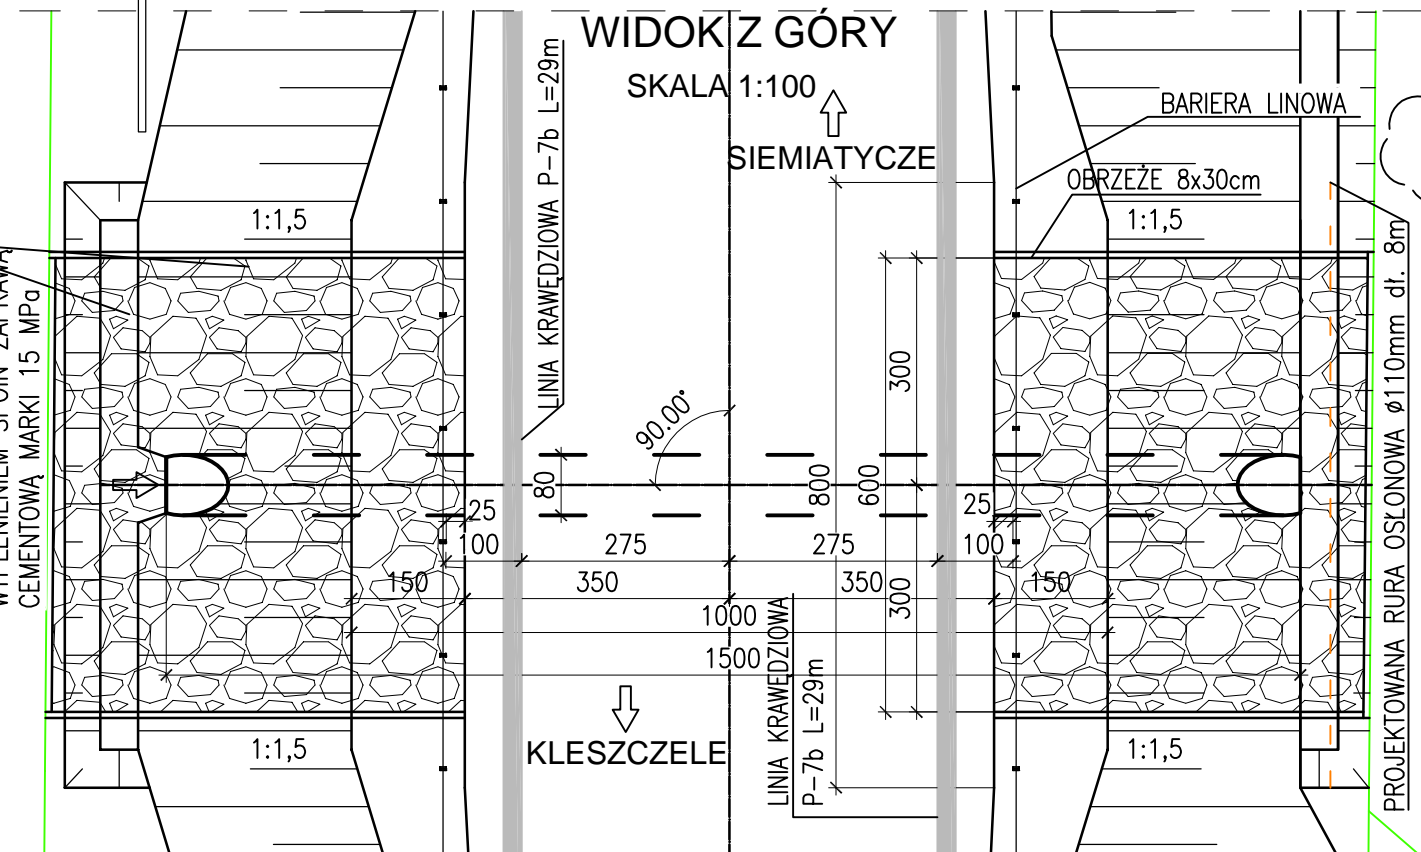 WIDOK Z GÓRY
SKALA 1:100
SIEMIATYCZE
LINIA KRAWĘDZIOWA P-7b L=29m
BARIERA LINOWA
OBRZEŻE 8x30cm
1:1,5
1:1,5
CEMENTOWĄ MARKI 15 MPa
PROJEKTOWANA RURA OSŁONOWA ø110mm dł. 8m
90.00°
300
80
800
600
25
25
100
275
275
100
150
350
350
150
300
1000
1500
KLESZCZELE
LINIA KRAWĘDZIOWA
P-7b L=29m
1:1,5
1:1,5